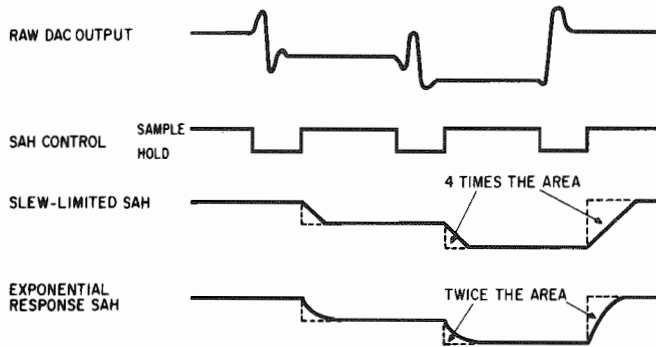 RAW DAC OUTPUT
SAH CONTROL
SAMPLE
HOLD
SLEW-LIMITED SAH
4 TIMES THE AREA
EXPONENTIAL
RESPONSE SAH
TWICE THE AREA